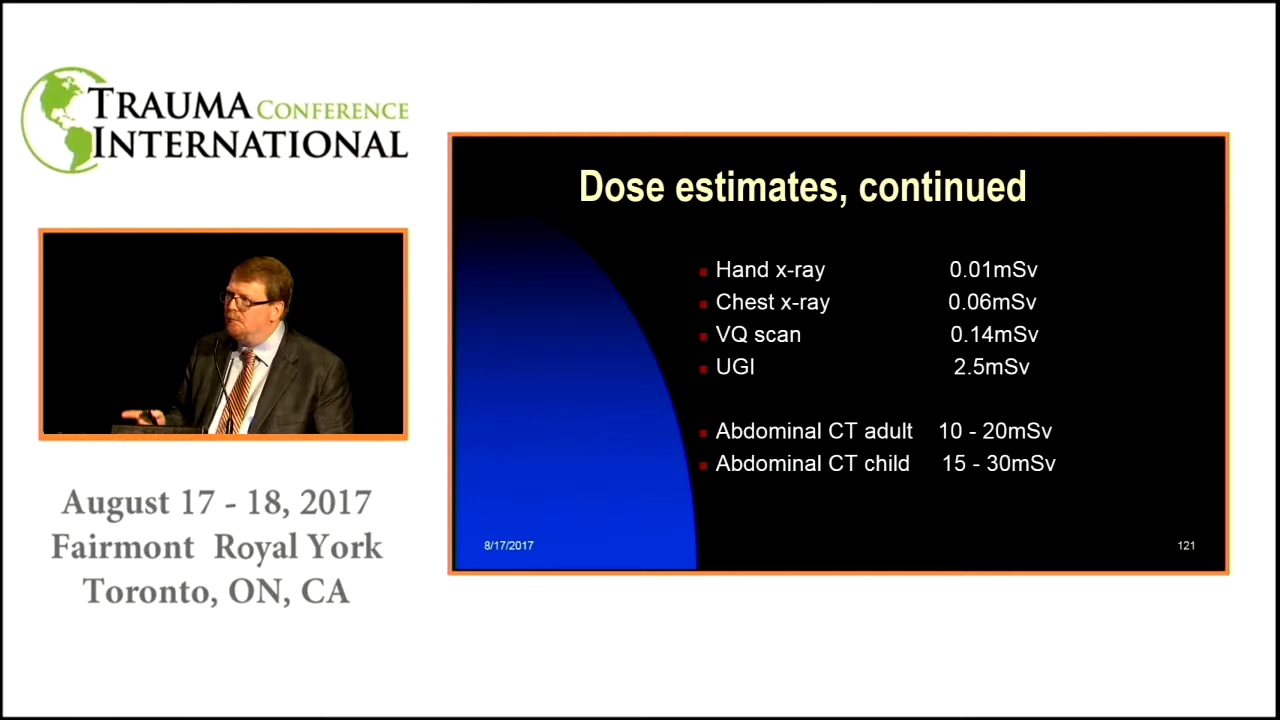 TRAUMA CONFERENCE
INTERNATIONAL
Dose estimates, continued
Hand x-ray 0.01mSv
Chest x-ray 0.06mSv
VQ scan 0.14mSv
UGI 2.5mSv
Abdominal CT adult 10 - 20mSv
Abdominal CT child 15 - 30mSv
8/17/2017 121
August 17 - 18, 2017
Fairmont Royal York
Toronto, ON, CA